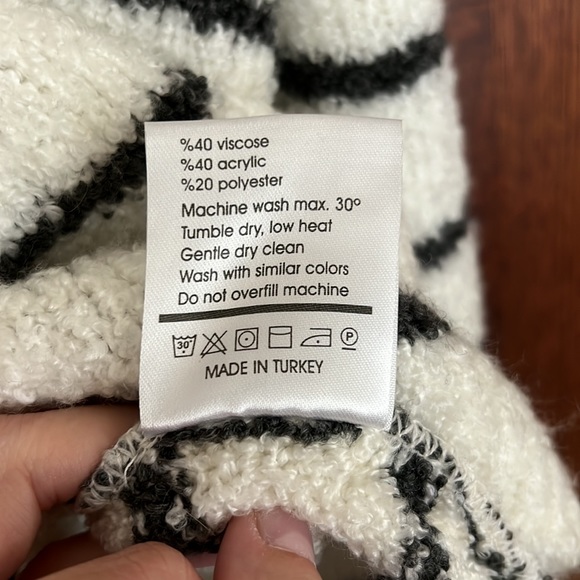 %40 viscose
%40 acrylic
%20 polyester
Machine wash max. 30°
Tumble dry, low heat
Gentle dry clean
Wash with similar colors
Do not overfill machine
30° P
MADE IN TURKEY